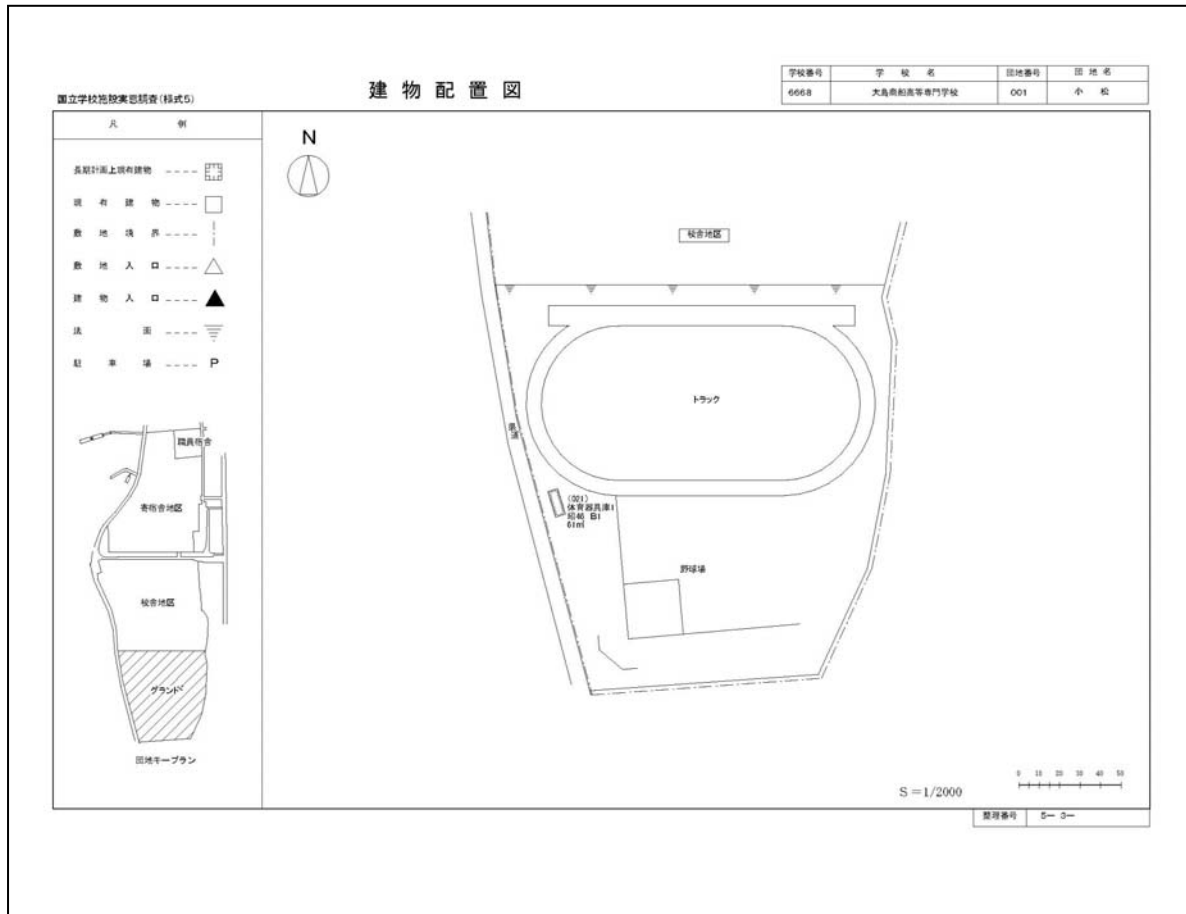 国立学校施設実態調査(様式5)
建物配置図
学校番号 学校名 団地番号 団地名
6668 大島商船高等専門学校 001 小松
凡例
長期計画上現有建物
現有建物
敷地境界
敷地入口
建物入口
法面
駐車場 P
N
校舎地区
トラック
県道
(021)
体育器具庫1
昭46 B1
61㎡
野球場
職員宿舎
寄宿舎地区
校舎地区
グランド
団地キープラン
0 10 20 30 40 50
S=1/2000
整理番号 5- 3-